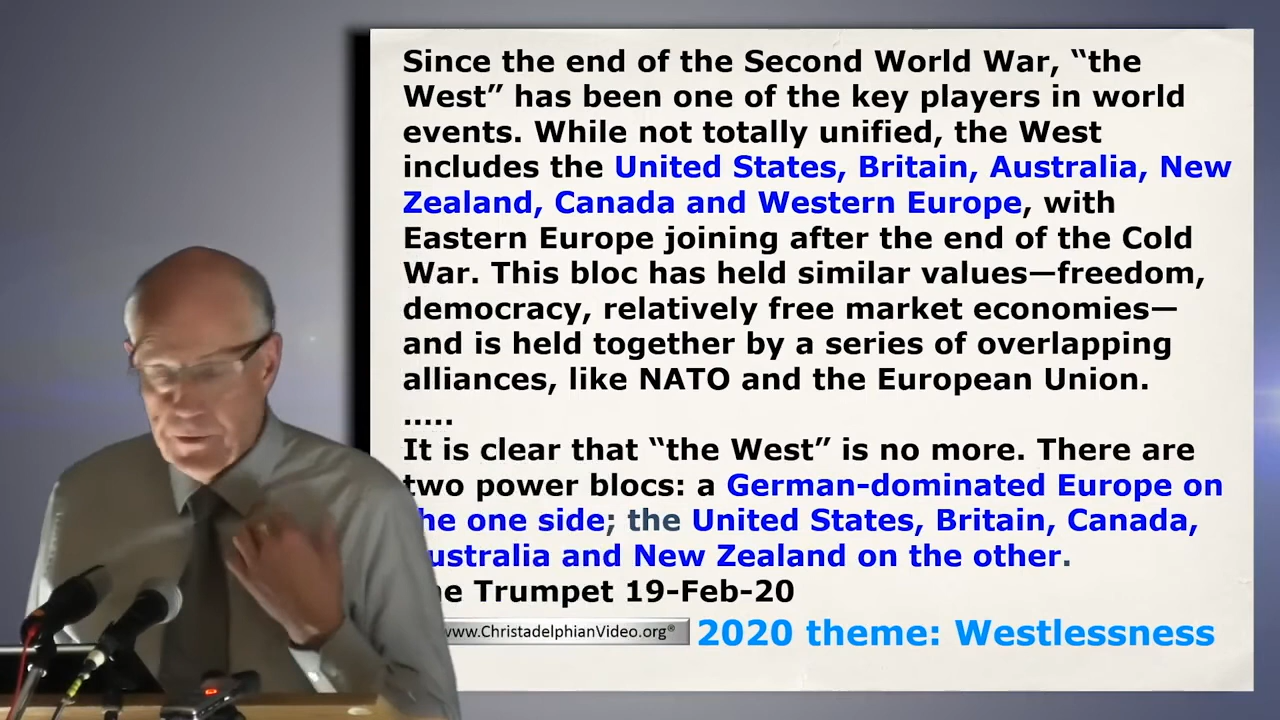 Since the end of the Second World War, “the
West” has been one of the key players in world
events. While not totally unified, the West
includes the United States, Britain, Australia, New
Zealand, Canada and Western Europe, with
Eastern Europe joining after the end of the Cold
War. This bloc has held similar values—freedom,
democracy, relatively free market economies—
and is held together by a series of overlapping
alliances, like NATO and the European Union.
.....
It is clear that “the West” is no more. There are
two power blocs: a German-dominated Europe on
he one side; the United States, Britain, Canada,
ustralia and New Zealand on the other.
e Trumpet 19-Feb-20
www.ChristadelphianVideo.org®
2020 theme: Westlessness